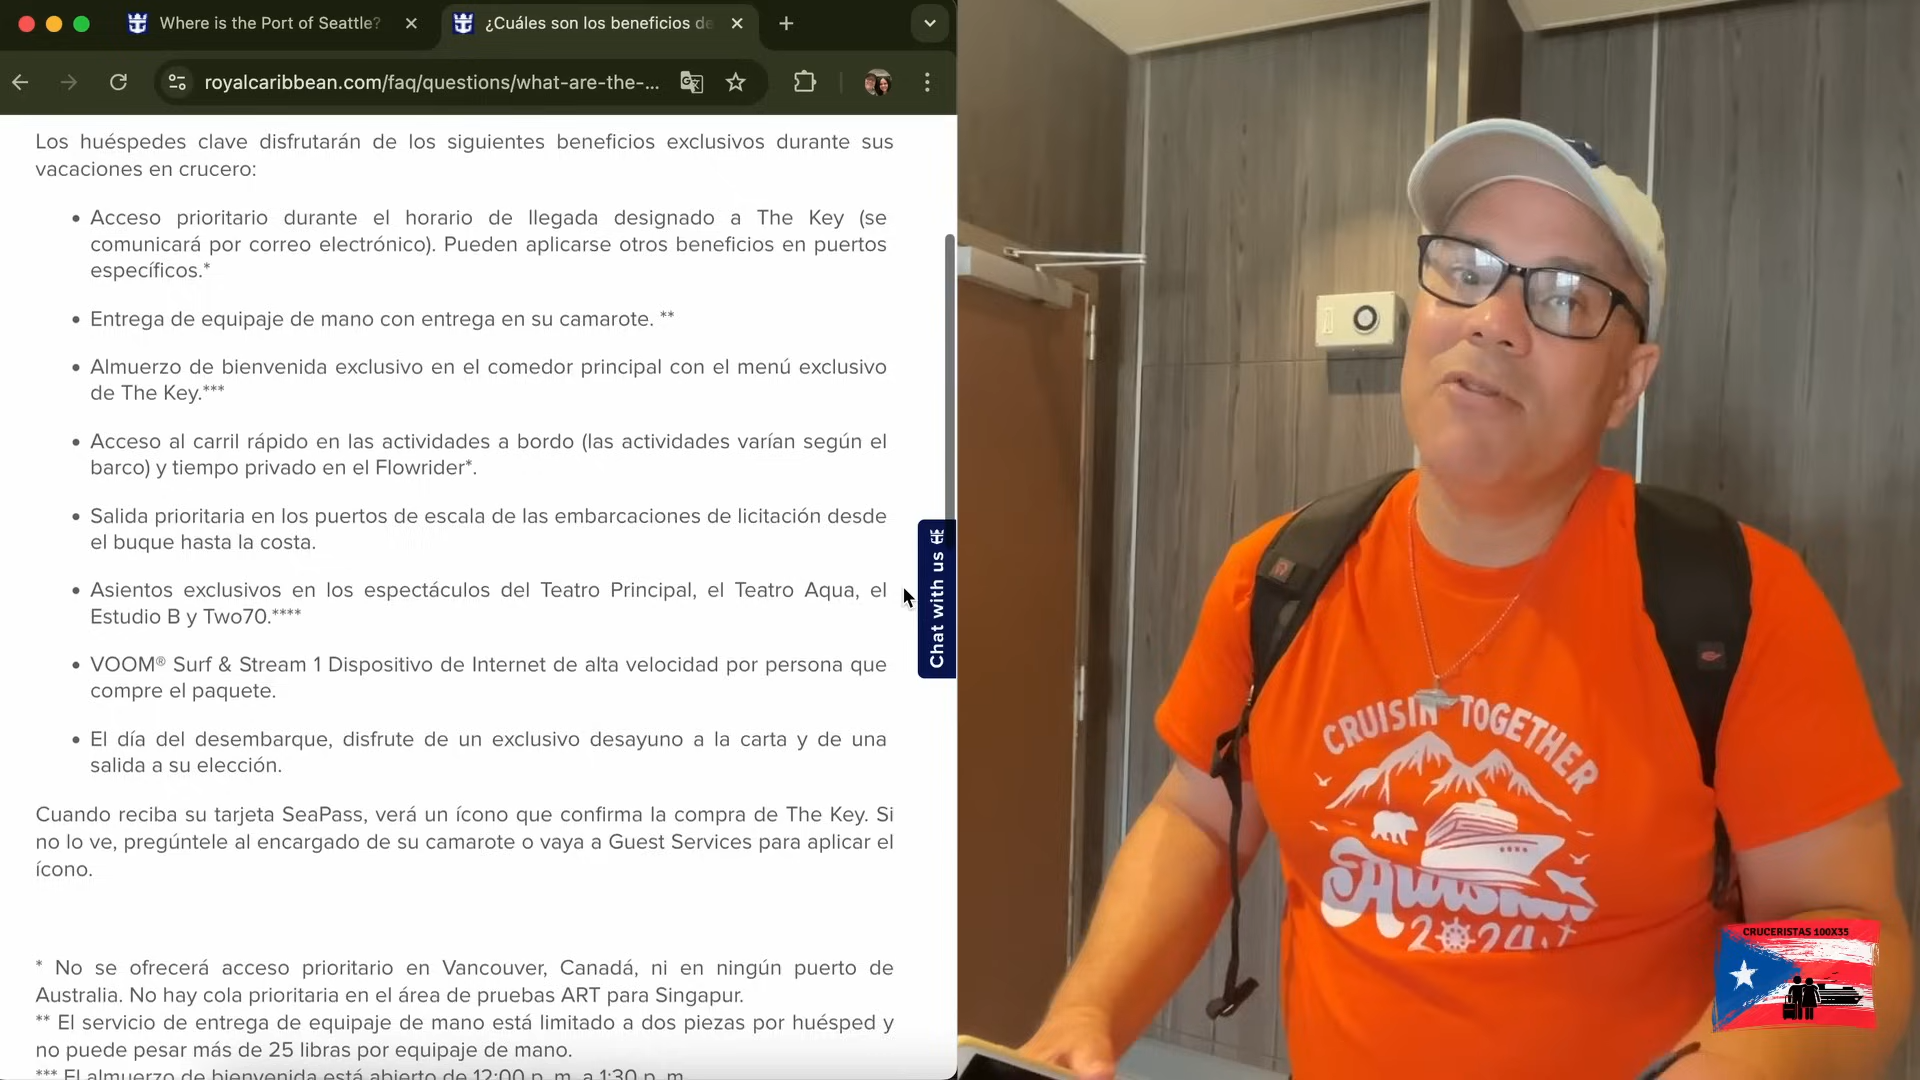 Where is the Port of Seattle?
¿Cuáles son los beneficios de
royalcaribbean.com/faq/questions/what-are-the-...
Los huéspedes clave disfrutarán de los siguientes beneficios exclusivos durante sus
vacaciones en crucero:
• Acceso prioritario durante el horario de llegada designado a The Key (se
comunicará por correo electrónico). Pueden aplicarse otros beneficios en puertos
específicos.*
• Entrega de equipaje de mano con entrega en su camarote. **
• Almuerzo de bienvenida exclusivo en el comedor principal con el menú exclusivo
de The Key.***
• Acceso al carril rápido en las actividades a bordo (las actividades varían según el
barco) y tiempo privado en el Flowrider*.
• Salida prioritaria en los puertos de escala de las embarcaciones de licitación desde
el buque hasta la costa.
• Asientos exclusivos en los espectáculos del Teatro Principal, el Teatro Aqua, el
Estudio B y Two70.****
• VOOM® Surf & Stream 1 Dispositivo de Internet de alta velocidad por persona que
compre el paquete.
• El día del desembarque, disfrute de un exclusivo desayuno a la carta y de una
salida a su elección.
Cuando reciba su tarjeta SeaPass, verá un ícono que confirma la compra de The Key. Si
no lo ve, pregúntele al encargado de su camarote o vaya a Guest Services para aplicar el
ícono.
* No se ofrecerá acceso prioritario en Vancouver, Canadá, ni en ningún puerto de
Australia. No hay cola prioritaria en el área de pruebas ART para Singapur.
** El servicio de entrega de equipaje de mano está limitado a dos piezas por huésped y
no puede pesar más de 25 libras por equipaje de mano.
*** El almuerzo de bienvenida está abierto de 12:00 p. m. a 1:30 p. m.
Chat with us
CRUISIN TOGETHER
2024
CRUCERISTAS 100X35